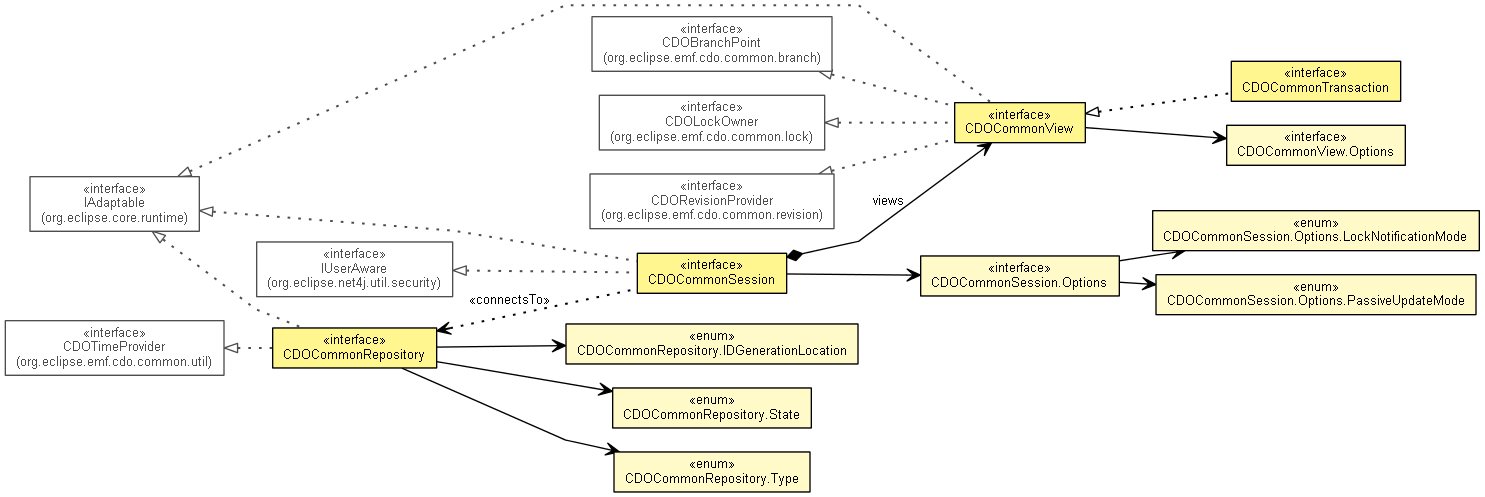 «interface»
CDOBranchPoint
(org.eclipse.emf.cdo.common.branch)
«interface»
CDOCommonTransaction
«interface»
CDOLockOwner
(org.eclipse.emf.cdo.common.lock)
«interface»
CDOCommonView
«interface»
CDOCommonView.Options
«interface»
IAdaptable
(org.eclipse.core.runtime)
«interface»
CDORevisionProvider
(org.eclipse.emf.cdo.common.revision)
views
«enum»
CDOCommonSession.Options.LockNotificationMode
«interface»
IUserAware
(org.eclipse.net4j.util.security)
«interface»
CDOCommonSession
«interface»
CDOCommonSession.Options
«enum»
CDOCommonSession.Options.PassiveUpdateMode
«connectsTo»
«interface»
CDOTimeProvider
(org.eclipse.emf.cdo.common.util)
«interface»
CDOCommonRepository
«enum»
CDOCommonRepository.IDGenerationLocation
«enum»
CDOCommonRepository.State
«enum»
CDOCommonRepository.Type